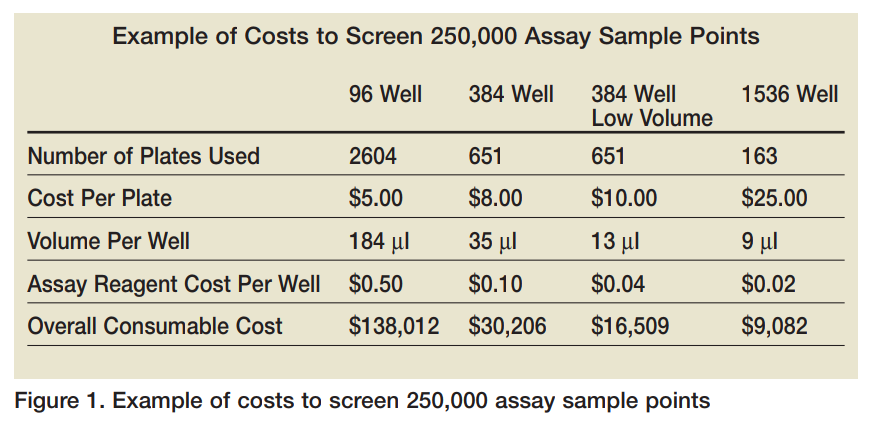 Example of Costs to Screen 250,000 Assay Sample Points
96 Well 384 Well 384 Well Low Volume 1536 Well
Number of Plates Used 2604 651 651 163
Cost Per Plate $5.00 $8.00 $10.00 $25.00
Volume Per Well 184 µl 35 µl 13 µl 9 µl
Assay Reagent Cost Per Well $0.50 $0.10 $0.04 $0.02
Overall Consumable Cost $138,012 $30,206 $16,509 $9,082
Figure 1. Example of costs to screen 250,000 assay sample points